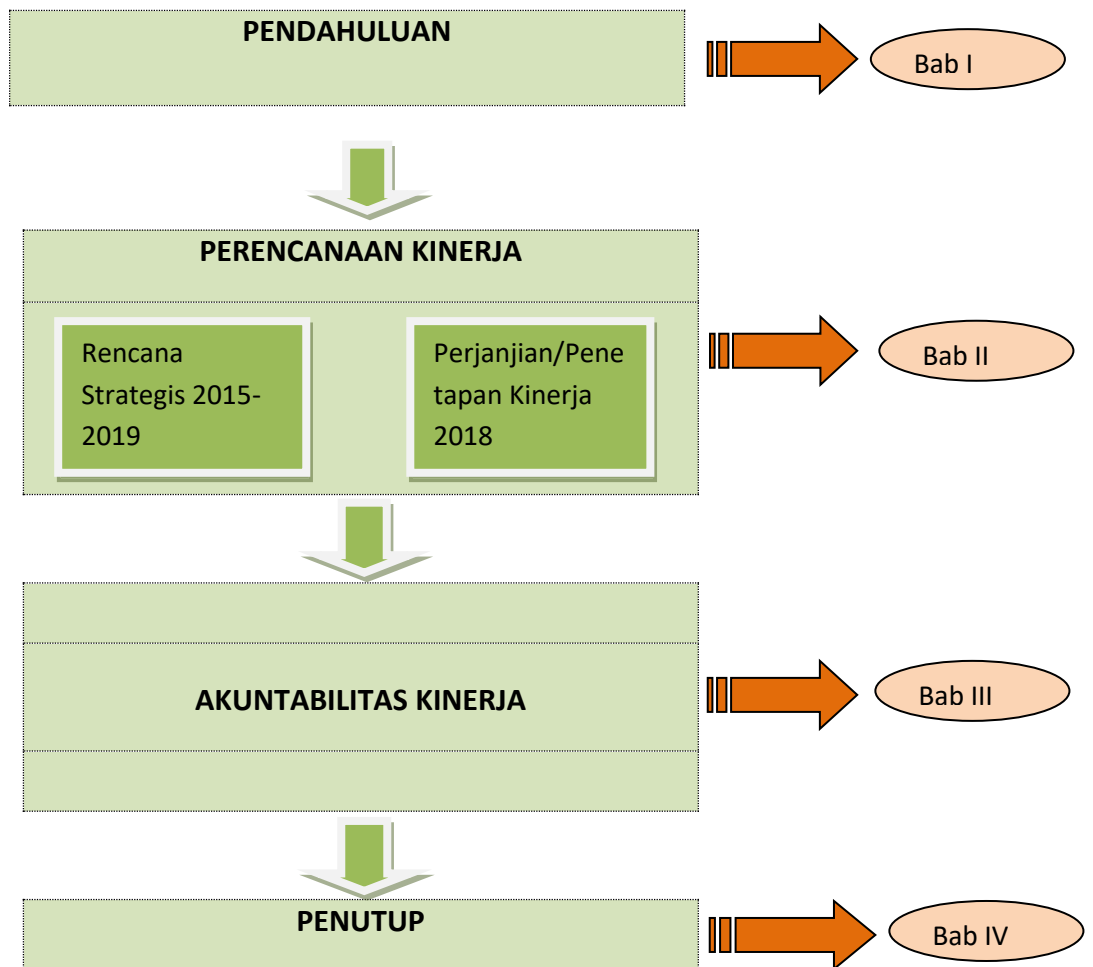 PENDAHULUAN
Bab I
PERENCANAAN KINERJA
Rencana
Strategis 2015-
2019
Perjanjian/Pene
tapan Kinerja
2018
Bab II
AKUNTABILITAS KINERJA
Bab III
PENUTUP
Bab IV